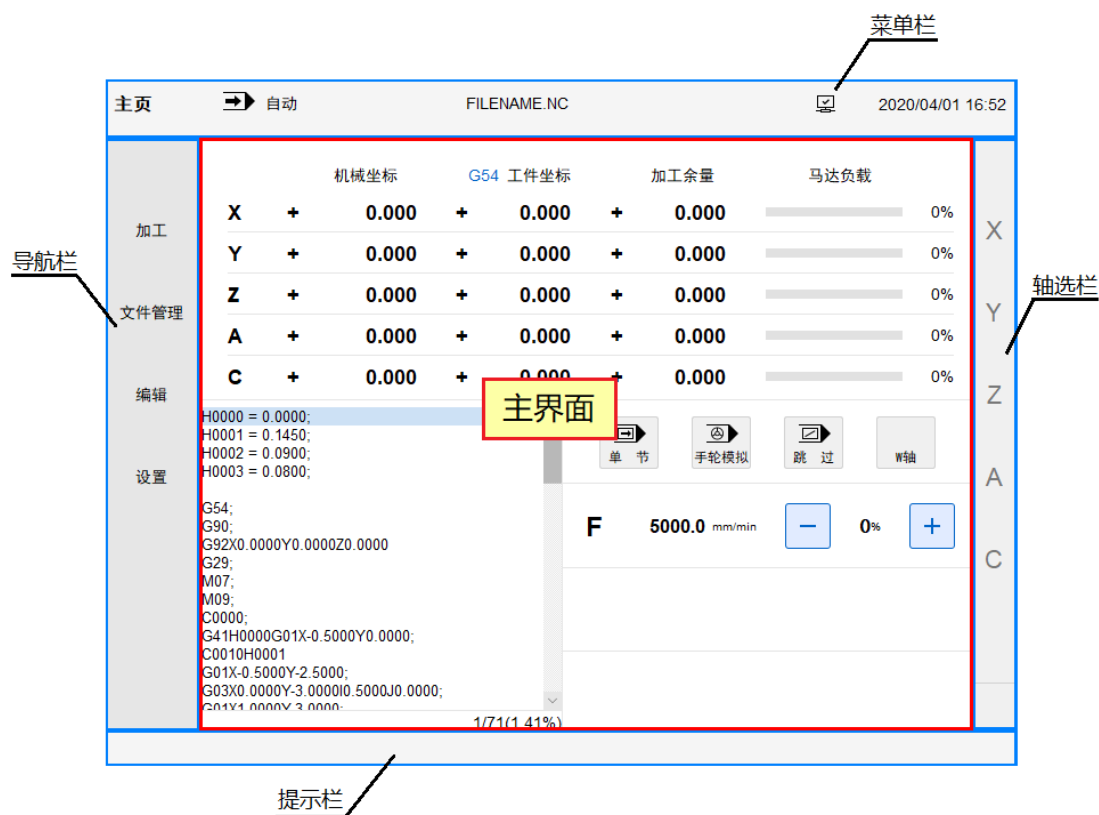 菜单栏
主页 自动 FILENAME.NC 2020/04/01 16:52
机械坐标 G54 工件坐标 加工余量 马达负载
X + 0.000 + 0.000 + 0.000 0%
Y + 0.000 + 0.000 + 0.000 0%
Z + 0.000 + 0.000 + 0.000 0%
A + 0.000 + 0.000 + 0.000 0%
C + 0.000 + 0.000 + 0.000 0%
导航栏
加工
文件管理
编辑
设置
主界面
H0000 = 0.0000;
H0001 = 0.1450;
H0002 = 0.0900;
H0003 = 0.0800;
G54;
G90;
G92X0.0000Y0.0000Z0.0000
G29;
M07;
M09;
C0000;
G41H0000G01X-0.5000Y0.0000;
C0010H0001
G01X-0.5000Y-2.5000;
G03X0.0000Y-3.0000I0.5000J0.0000;
G01X1.0000Y-3.0000;
1/71(1.41%)
单 节 手轮模拟 跳 过 W轴
F 5000.0 mm/min − 0% +
轴选栏
X
Y
Z
A
C
提示栏